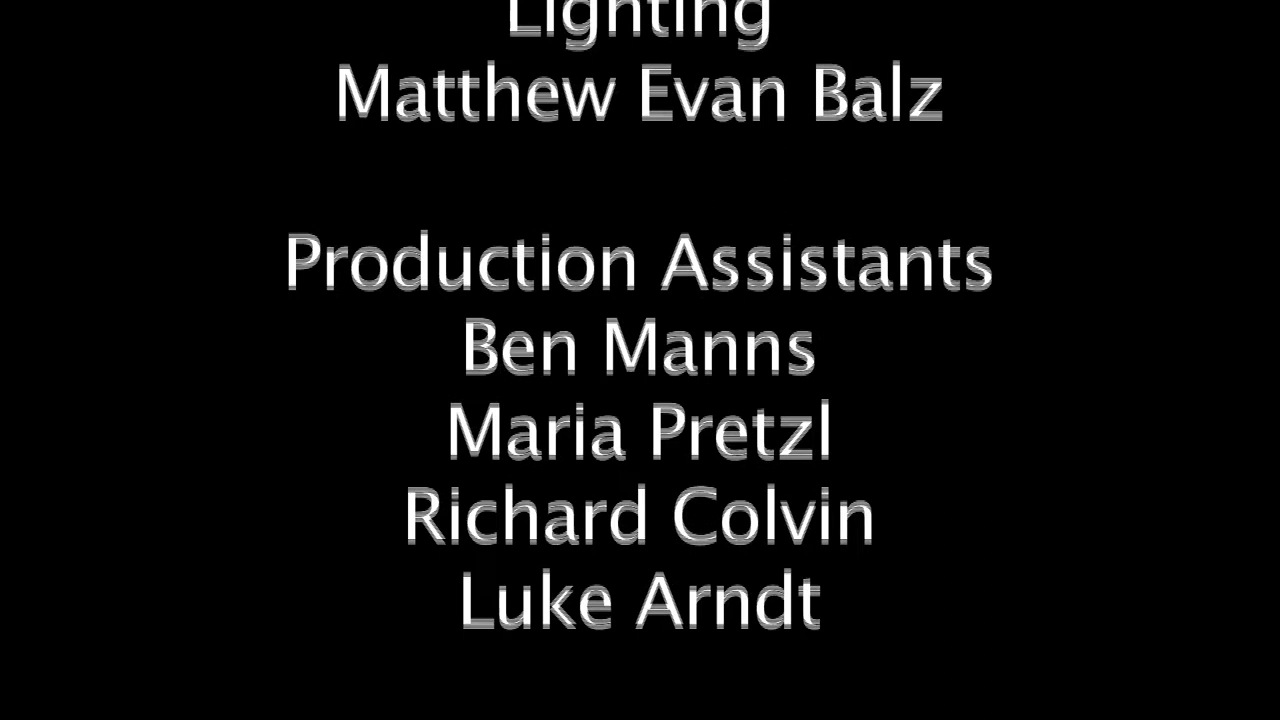 Lighting
Matthew Evan Balz
Production Assistants
Ben Manns
Maria Pretzl
Richard Colvin
Luke Arndt